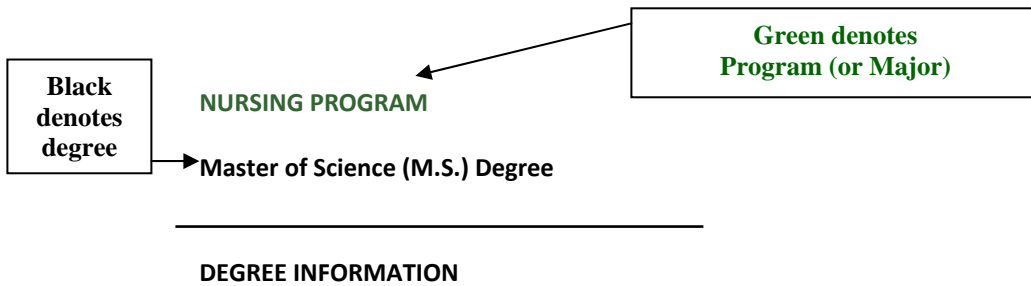 Green denotes
Program (or Major)
Black
denotes
degree
NURSING PROGRAM
Master of Science (M.S.) Degree
DEGREE INFORMATION